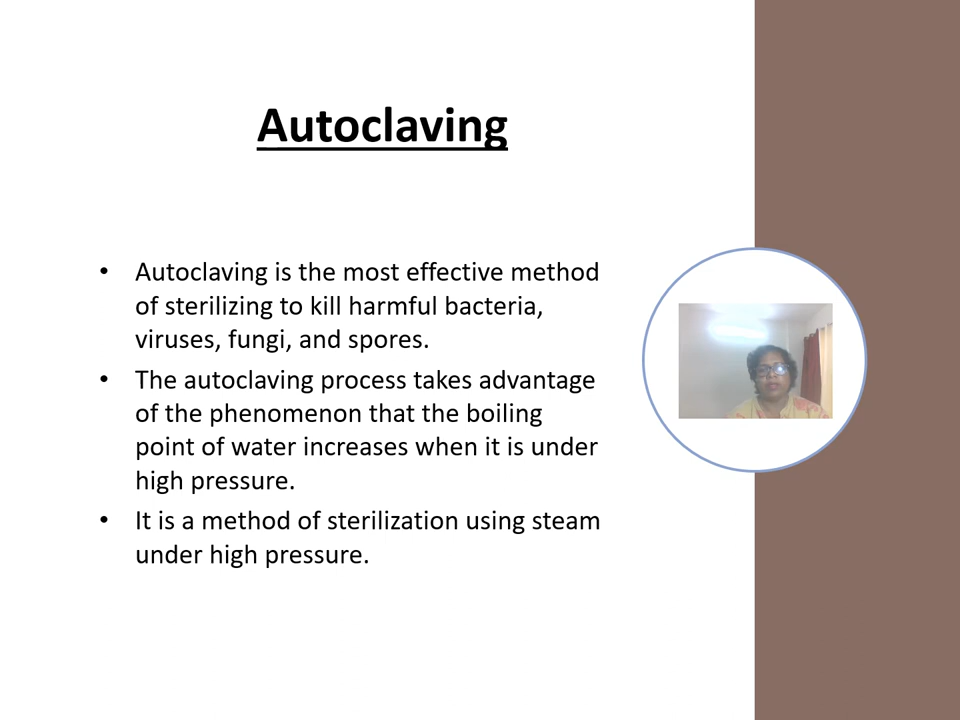 Autoclaving
• Autoclaving is the most effective method
of sterilizing to kill harmful bacteria,
viruses, fungi, and spores.
• The autoclaving process takes advantage
of the phenomenon that the boiling
point of water increases when it is under
high pressure.
• It is a method of sterilization using steam
under high pressure.